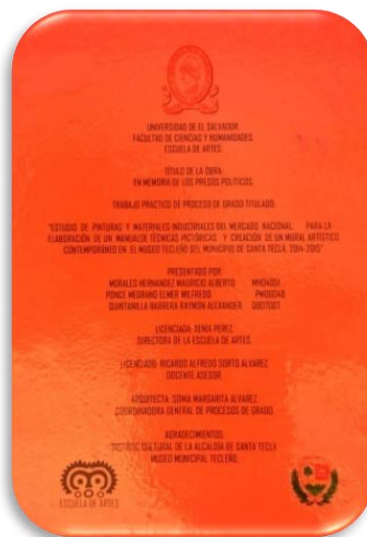 UNIVERSIDAD DE EL SALVADOR
FACULTAD DE CIENCIAS Y HUMANIDADES.
ESCUELA DE ARTES.
TÍTULO DE LA OBRA
EN MEMORIA DE LOS PRESOS POLÍTICOS.
TRABAJO PRÁCTICO DE PROCESO DE GRADO TITULADO:
"ESTUDIO DE PINTURAS Y MATERIALES INDUSTRIALES DEL MERCADO NACIONAL. PARA LA
ELABORACIÓN DE UN MANUALDE TÉCNICAS PICTÓRICAS Y CREACIÓN DE UN MURAL ARTÍSTICO
CONTEMPORÁNEO EN EL MUSEO TECLEÑO DEL MUNICIPIO DE SANTA TECLA, 2014-2015"
PRESENTADO POR:
MORALES HERNÁNDEZ MAURICIO ALBERTO MH04001
PONCE MEDRANO ELMER WILFREDO PM06048
QUINTANILLA BARRERA RAYMON ALEXANDER
LICENCIADA: XENIA PEREZ.
DIRECTORA DE LA ESCUELA DE ARTES.
LICENCIADO: RICARDO ALFREDO SORTO ALVAREZ.
DOCENTE ASESOR.
ARQUITECTA: SONIA MARGARITA ALVAREZ.
COORDINADORA GENERAL DE PROCESOS DE GRADO.
AGRADECIMIENTOS:
CULTURAL DE LA ALCALDÍA DE SANTA TECLA
MUSEO MUNICIPAL TECLEÑO.
ESCUELA DE ARTES